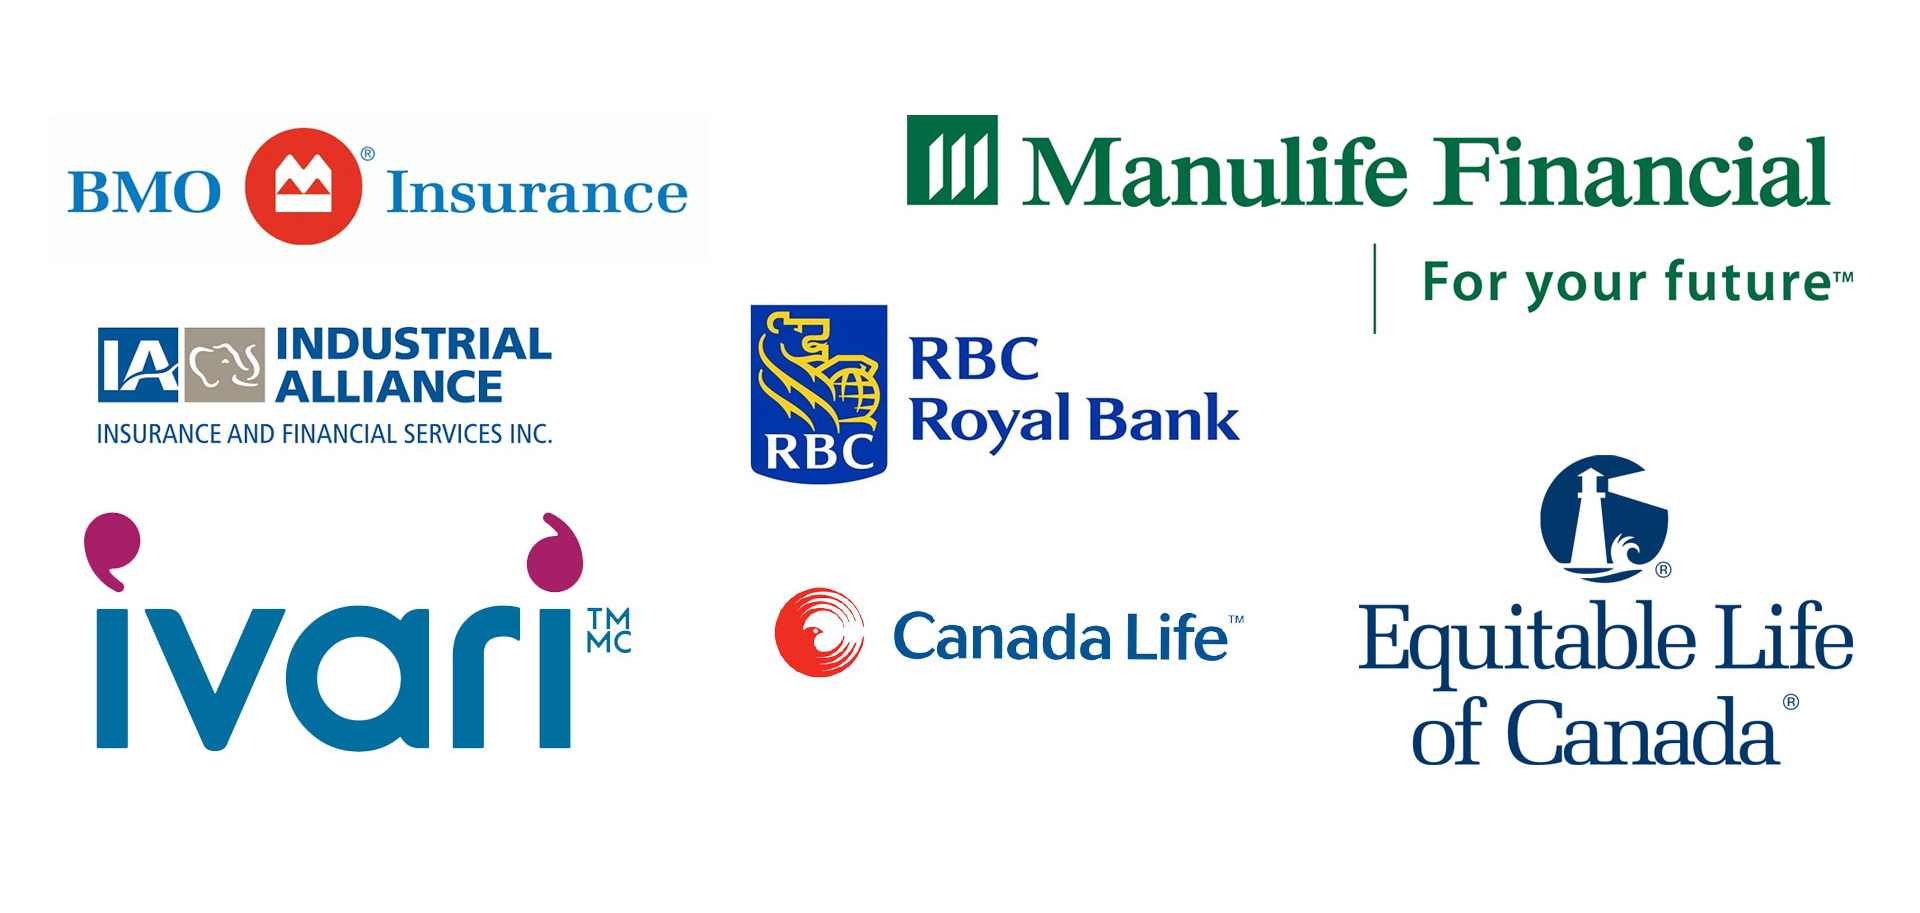 BMO ® Insurance
Manulife Financial
For your future™
IA INDUSTRIAL
ALLIANCE
INSURANCE AND FINANCIAL SERVICES INC.
RBC
RBC
Royal Bank
ivari TM
MC
Canada Life™
®
Equitable Life
of Canada®